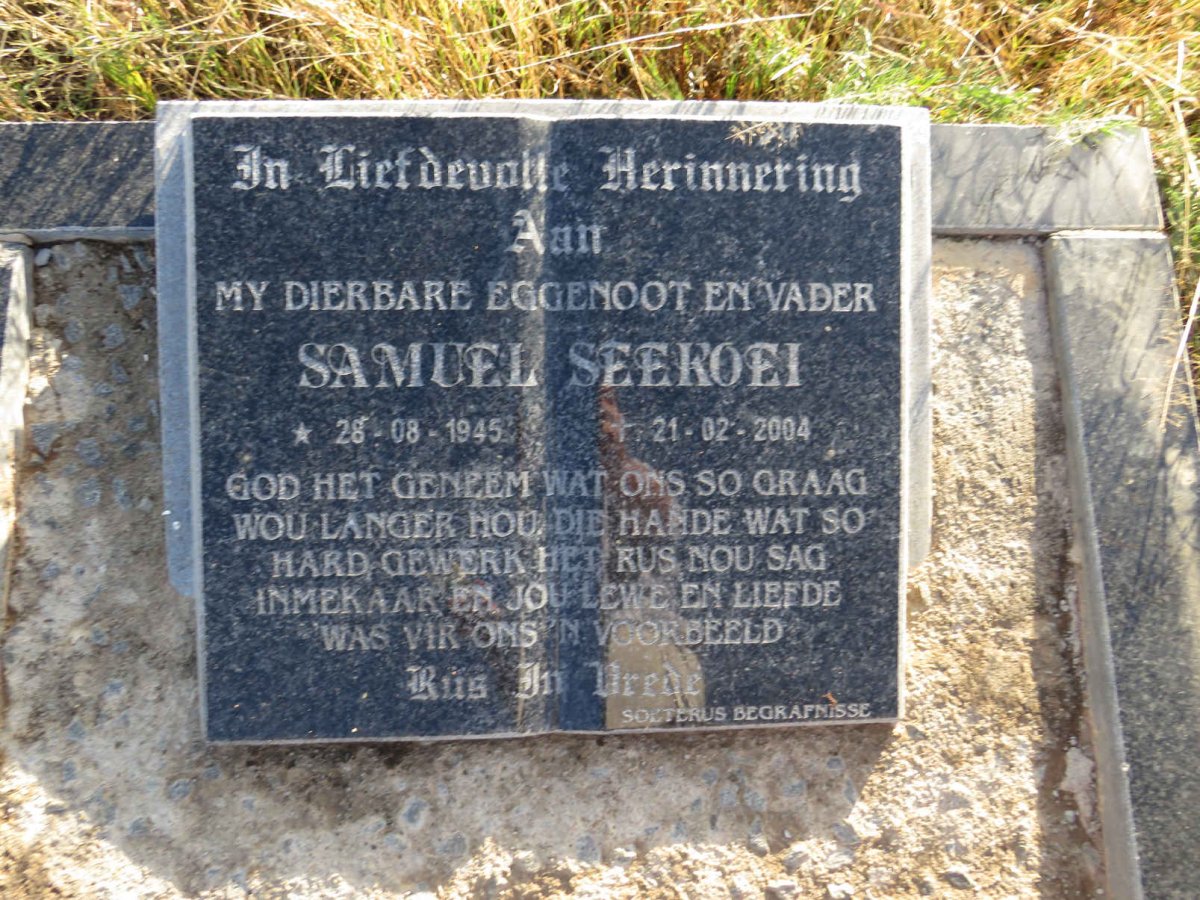 In Liefdevolle Herinnering
Aan
MY DIERBARE EGGENOOT EN VADER
SAMUEL SEEKOEI
★ 28-08-1945 † 21-02-2004
GOD HET GENEEM WAT ONS SO GRAAG
WOU LANGER HOU, DIE HANDE WAT SO
HARD GEWERK HET RUS NOU SAG
INMEKAAR EN JOU LEWE EN LIEFDE
WAS VIR ONS 'N VOORBEELD
Rus In Vrede
SOETERUS BEGRAFNISSE